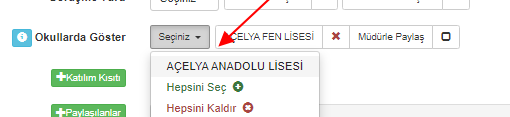 Okullarda Göster Seçiniz AÇELYA FEN LİSESİ Müdürle Paylaş
AÇELYA ANADOLU LİSESİ
Hepsini Seç
Katılım Kısıtı
Hepsini Kaldır
Paylaşılanlar